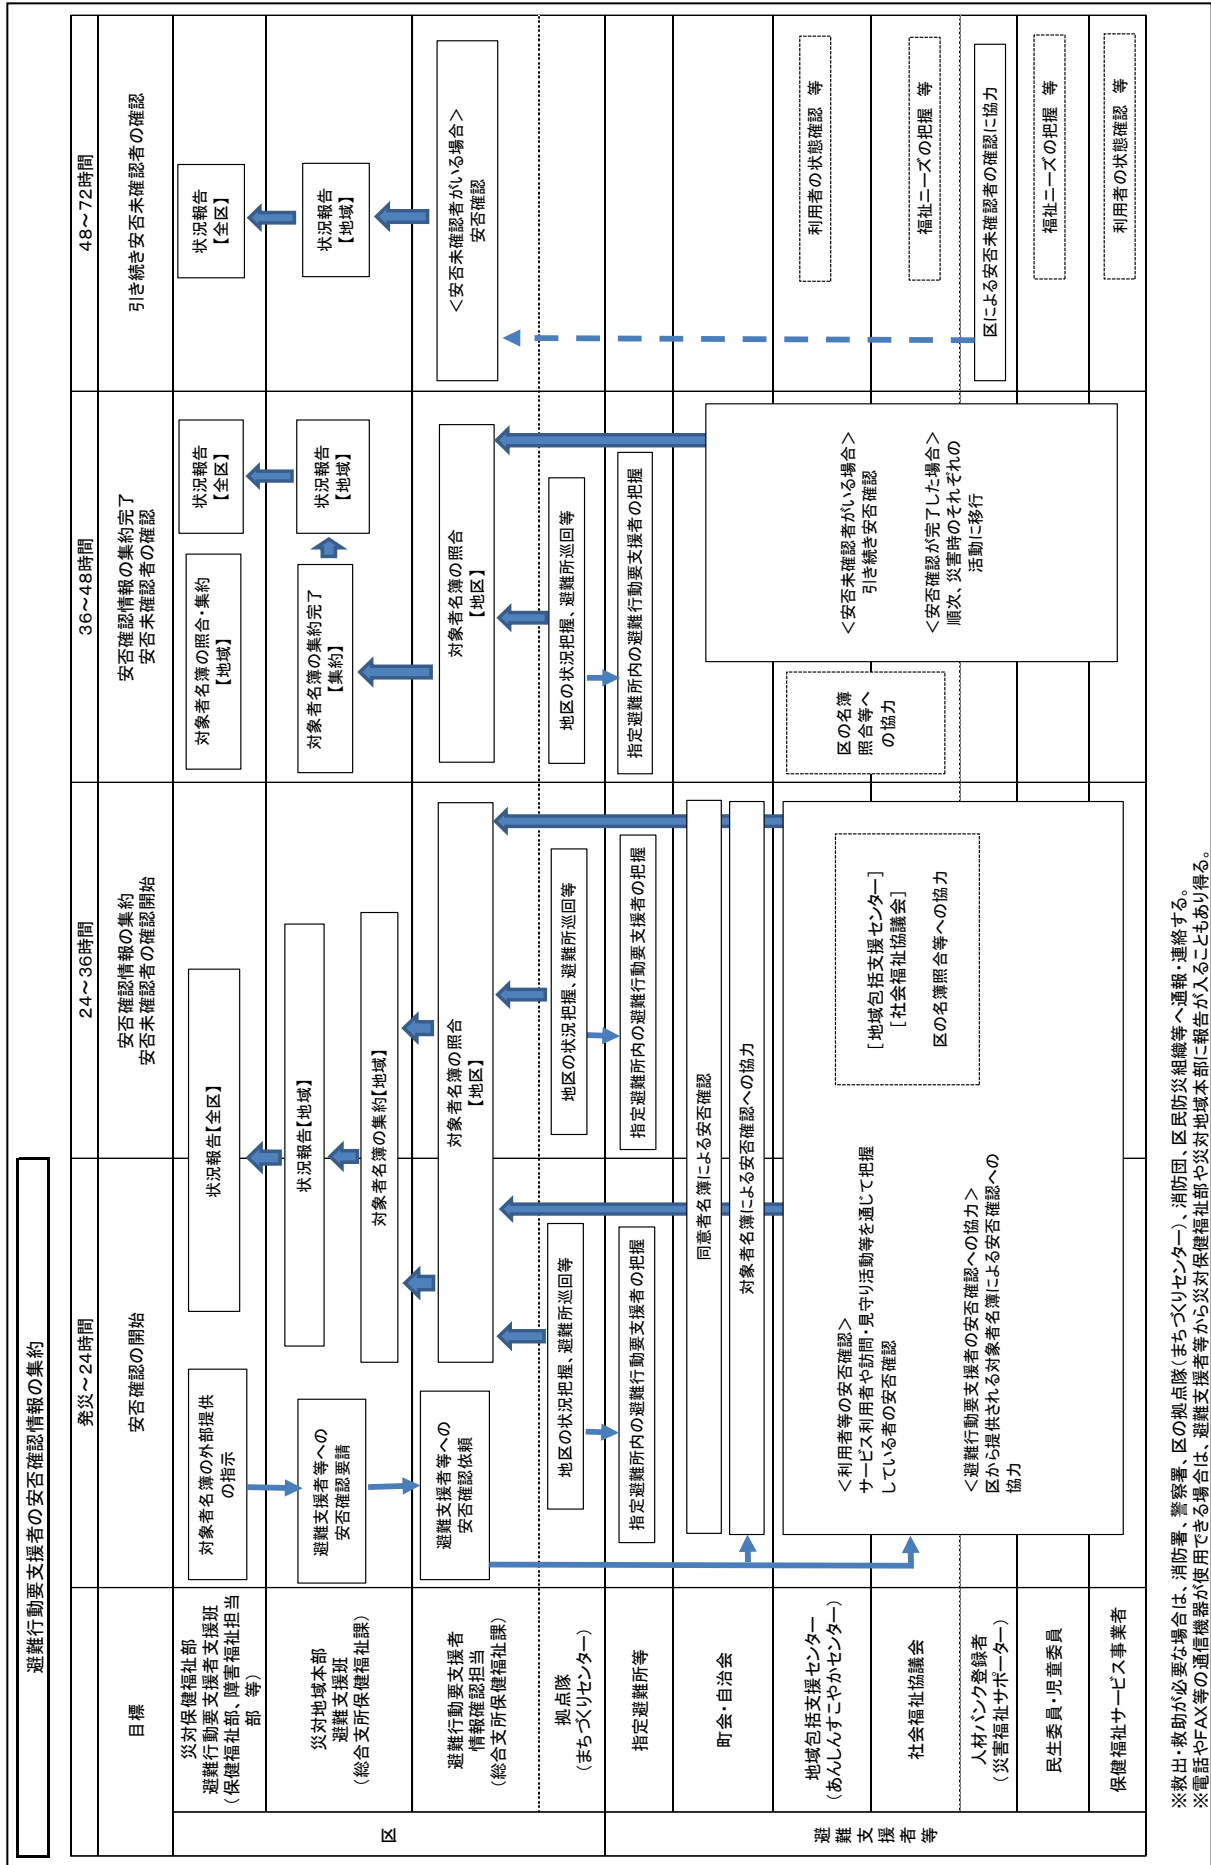 避難行動要支援者の安否確認情報の集約
発災～24時間
24～36時間
36～48時間
48～72時間
目標
安否確認の開始
安否確認情報の集約
安否未確認者の確認開始
安否確認情報の集約完了
安否未確認者の確認
引き続き安否未確認者の確認
区
災対保健福祉部
避難行動要支援者支援班
(保健福祉部、障害福祉担当
部 等)
対象者名簿の外部提供
の指示
状況報告【全区】
対象者名簿の照合・集約
【地域】
状況報告
【全区】
状況報告
【全区】
災対地域本部
避難支援班
(総合支所保健福祉課)
避難支援者等への
安否確認要請
状況報告【地域】
対象者名簿の集約【地域】
対象者名簿の集約完了
【集約】
状況報告
【地域】
状況報告
【地域】
避難行動要支援者
情報確認担当
(総合支所保健福祉課)
避難支援者等への
安否確認依頼
対象者名簿の照合
【地区】
対象者名簿の照合
【地区】
＜安否未確認者がいる場合＞
安否確認
拠点隊
(まちづくりセンター)
地区の状況把握、避難所巡回等
地区の状況把握、避難所巡回等
地区の状況把握、避難所巡回等
避難支援者等
指定避難所等
指定避難所内の避難行動要支援者の把握
指定避難所内の避難行動要支援者の把握
指定避難所内の避難行動要支援者の把握
町会・自治会
同意者名簿による安否確認
対象者名簿による安否確認への協力
地域包括支援センター
(あんしんすこやかセンター)
社会福祉協議会
人材バンク登録者
(災害福祉サポーター)
民生委員・児童委員
保健福祉サービス事業者
＜利用者等の安否確認＞
サービス利用者や訪問・見守り活動等を通じて把握
している者の安否確認
＜避難行動要支援者の安否確認への協力＞
区から提供される対象者名簿による安否確認への
協力
[地域包括支援センター]
[社会福祉協議会]
区の名簿照合等への協力
区の名簿
照合等へ
の協力
＜安否未確認者がいる場合＞
引き続き安否確認
＜安否確認が完了した場合＞
順次、災害時のそれぞれの
活動に移行
利用者の状態確認 等
福祉ニーズの把握 等
区による安否未確認者の確認に協力
福祉ニーズの把握 等
利用者の状態確認 等
※救出・救助が必要な場合は、消防署、警察署、区の拠点隊(まちづくりセンター)、消防団、区民防災組織等へ通報・連絡する。
※電話やFAX等の通信機器が使用できる場合は、避難支援者等から災対保健福祉部や災対地域本部に報告が入ることもあり得る。